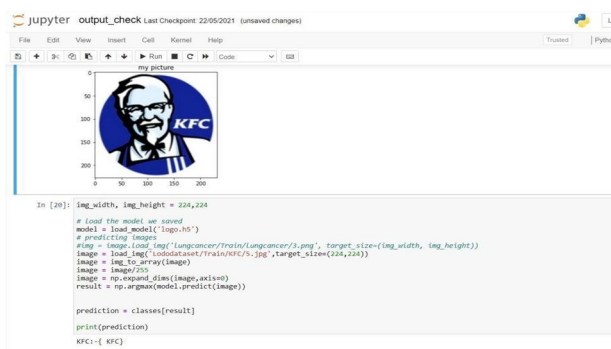 jupyter output_check Last Checkpoint: 22/05/2021 (unsaved changes)
File Edit View Insert Cell Kernel Help Trusted Pytho
Run Code
my picture
0
50
100
150
200
KFC
0 50 100 150 200
In [20]: img_width, img_height = 224,224
# load the model we saved
model = load_model('logo.h5')
# predicting images
#img = image.load_img('lungcancer/Train/lungcancer/3.png', target_size=(img_width, img_height))
image = load_img('Lododataset/Train/KFC/5.jpg',target_size=(224,224))
image = img_to_array(image)
image = image/255
image = np.expand_dims(image,axis=0)
result = np.argmax(model.predict(image))
prediction = classes[result]
print(prediction)
KFC:-{ KFC}